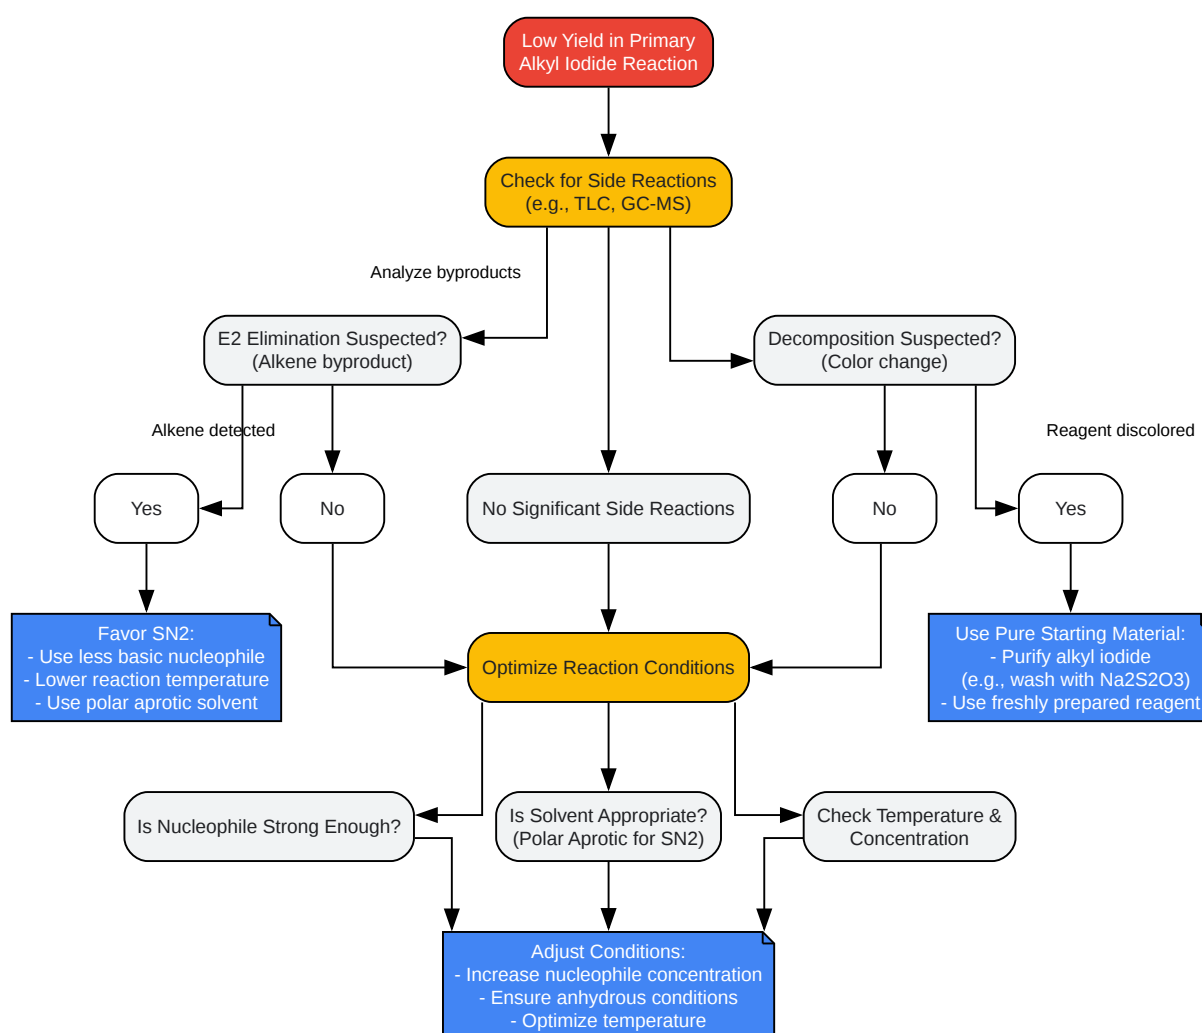 Low Yield in Primary
Alkyl Iodide Reaction
Check for Side Reactions
(e.g., TLC, GC-MS)
Analyze byproducts
E2 Elimination Suspected?
(Alkene byproduct)
Decomposition Suspected?
(Color change)
Alkene detected
Reagent discolored
Yes
No
No Significant Side Reactions
No
Yes
Favor SN2:
- Use less basic nucleophile
- Lower reaction temperature
- Use polar aprotic solvent
Optimize Reaction Conditions
Use Pure Starting Material:
- Purify alkyl iodide
(e.g., wash with Na2S2O3)
- Use freshly prepared reagent
Is Nucleophile Strong Enough?
Is Solvent Appropriate?
(Polar Aprotic for SN2)
Check Temperature &
Concentration
Adjust Conditions:
- Increase nucleophile concentration
- Ensure anhydrous conditions
- Optimize temperature